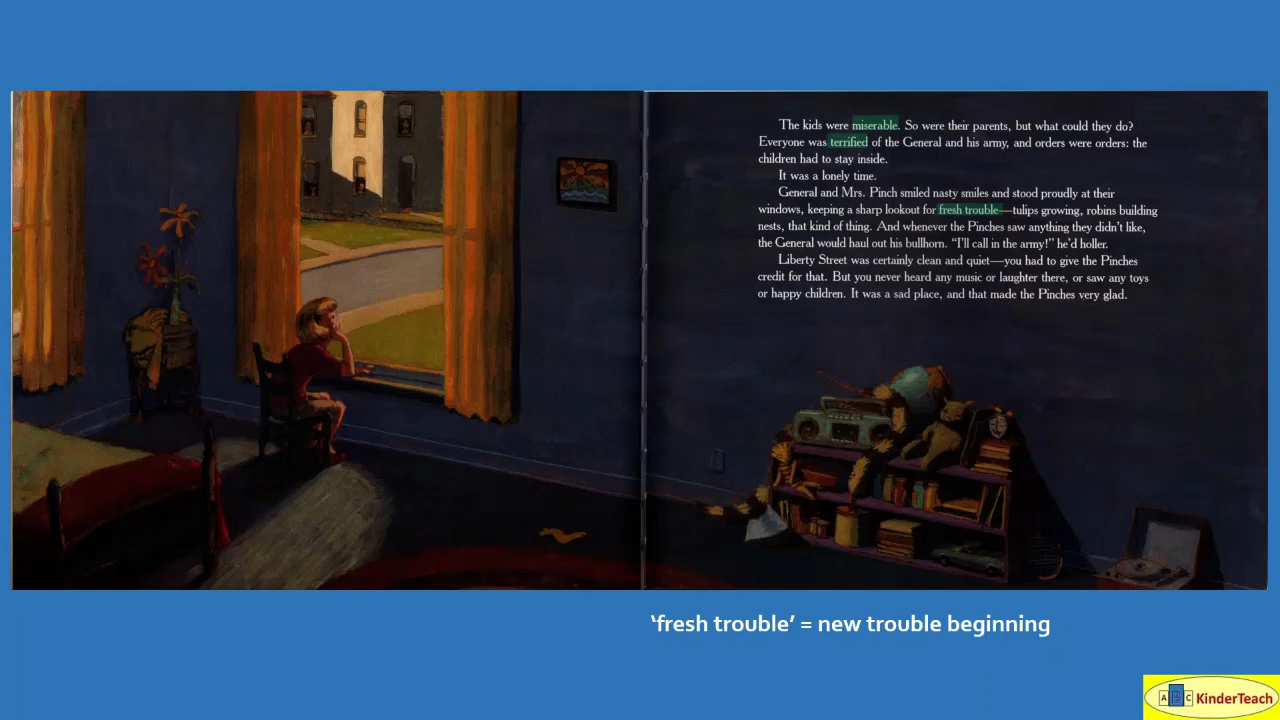 The kids were miserable. So were their parents, but what could they do?
Everyone was terrified of the General and his army, and orders were orders: the
children had to stay inside.
It was a lonely time.
General and Mrs. Pinch smiled nasty smiles and stood proudly at their
windows, keeping a sharp lookout for fresh trouble—tulips growing, robins building
nests, that kind of thing. And whenever the Pinches saw anything they didn't like,
the General would haul out his bullhorn. “I'll call in the army!” he'd holler.
Liberty Street was certainly clean and quiet—you had to give the Pinches
credit for that. But you never heard any music or laughter there, or saw any toys
or happy children. It was a sad place, and that made the Pinches very glad.
‘fresh trouble’ = new trouble beginning
ABC KinderTeach